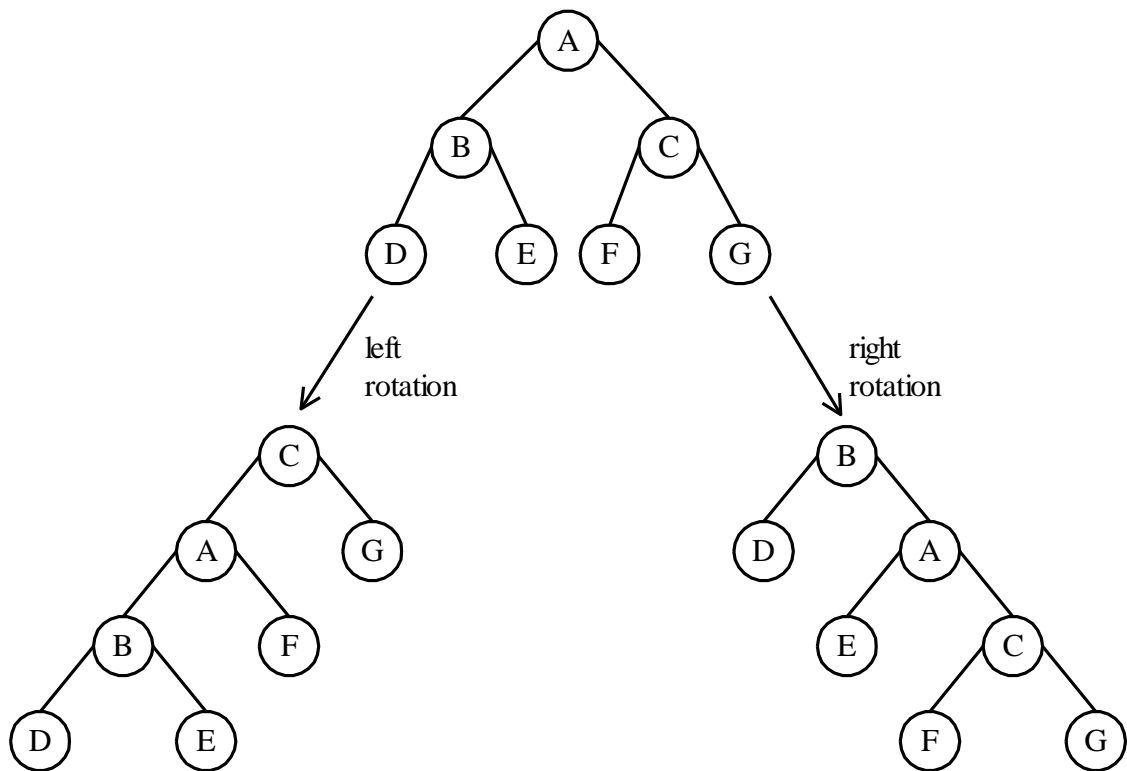 A
B C
D E F G
left right
rotation rotation
C B
A G D A
B F E C
D E F G